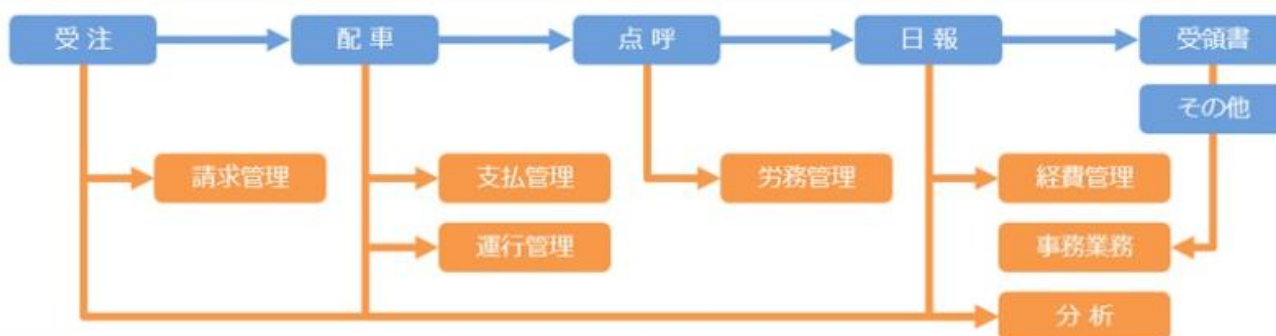 受注
配車
点呼
日報
受領書
その他
請求管理
支払管理
労務管理
経費管理
運行管理
事務業務
分析